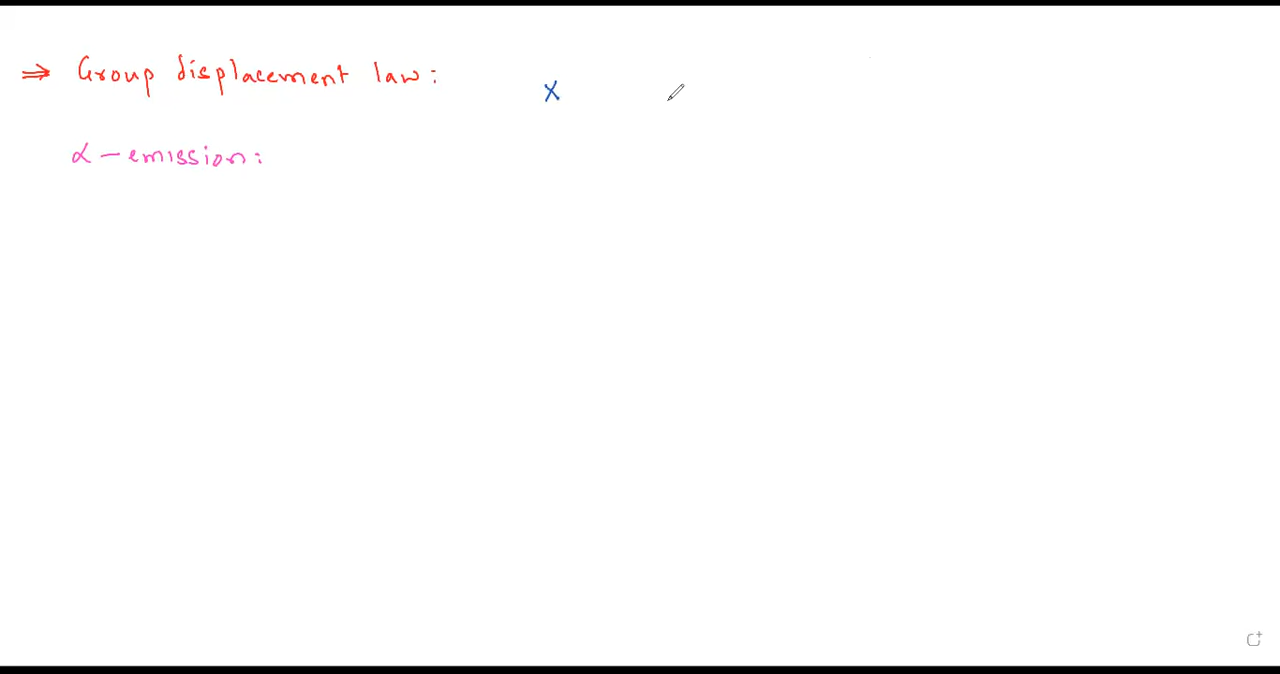 ⇒ Group displacement law:
X
α - emission: